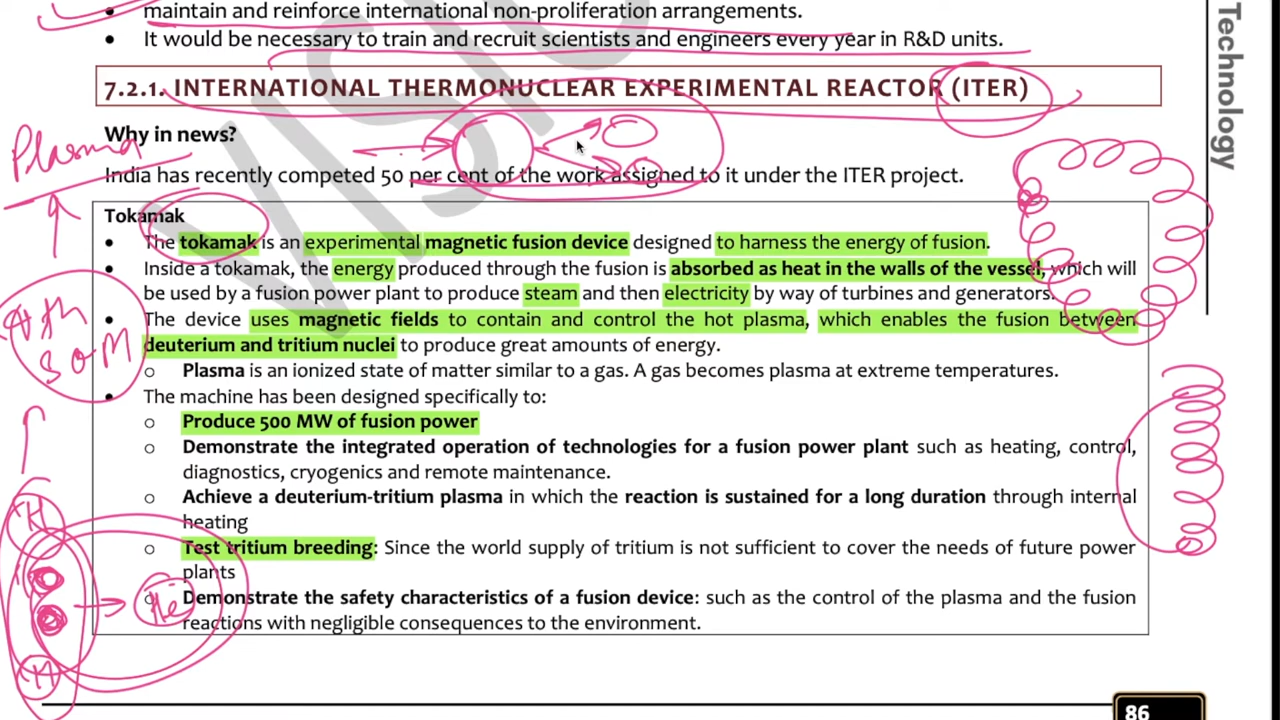 maintain and reinforce international non-proliferation arrangements.
• It would be necessary to train and recruit scientists and engineers every year in R&D units.
7.2.1. INTERNATIONAL THERMONUCLEAR EXPERIMENTAL REACTOR (ITER)
Why in news?
India has recently competed 50 per cent of the work assigned to it under the ITER project.
Tokamak
• The tokamak is an experimental magnetic fusion device designed to harness the energy of fusion.
• Inside a tokamak, the energy produced through the fusion is absorbed as heat in the walls of the vessel, which will
be used by a fusion power plant to produce steam and then electricity by way of turbines and generators.
• The device uses magnetic fields to contain and control the hot plasma, which enables the fusion between
deuterium and tritium nuclei to produce great amounts of energy.
o Plasma is an ionized state of matter similar to a gas. A gas becomes plasma at extreme temperatures.
• The machine has been designed specifically to:
o Produce 500 MW of fusion power
o Demonstrate the integrated operation of technologies for a fusion power plant such as heating, control,
diagnostics, cryogenics and remote maintenance.
o Achieve a deuterium-tritium plasma in which the reaction is sustained for a long duration through internal
heating
o Test tritium breeding: Since the world supply of tritium is not sufficient to cover the needs of future power
plants
o Demonstrate the safety characteristics of a fusion device: such as the control of the plasma and the fusion
reactions with negligible consequences to the environment.
Plasma
4th
SOM
H
He
H
Technology
86